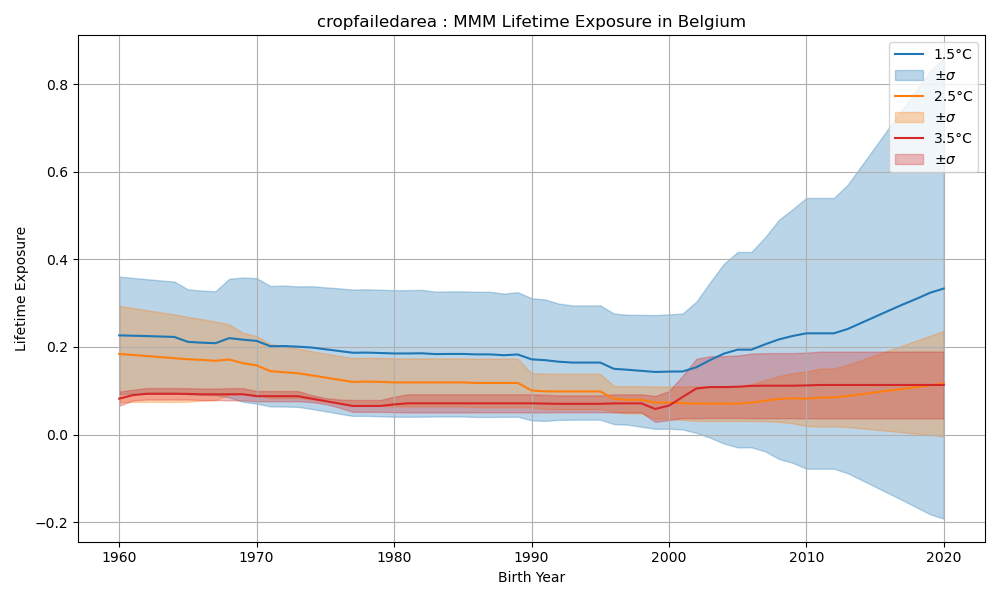 cropfailedarea : MMM Lifetime Exposure in Belgium
1.5°C
±σ
2.5°C
±σ
3.5°C
±σ
Lifetime Exposure
0.8
0.6
0.4
0.2
0.0
−0.2
1960 1970 1980 1990 2000 2010 2020
Birth Year